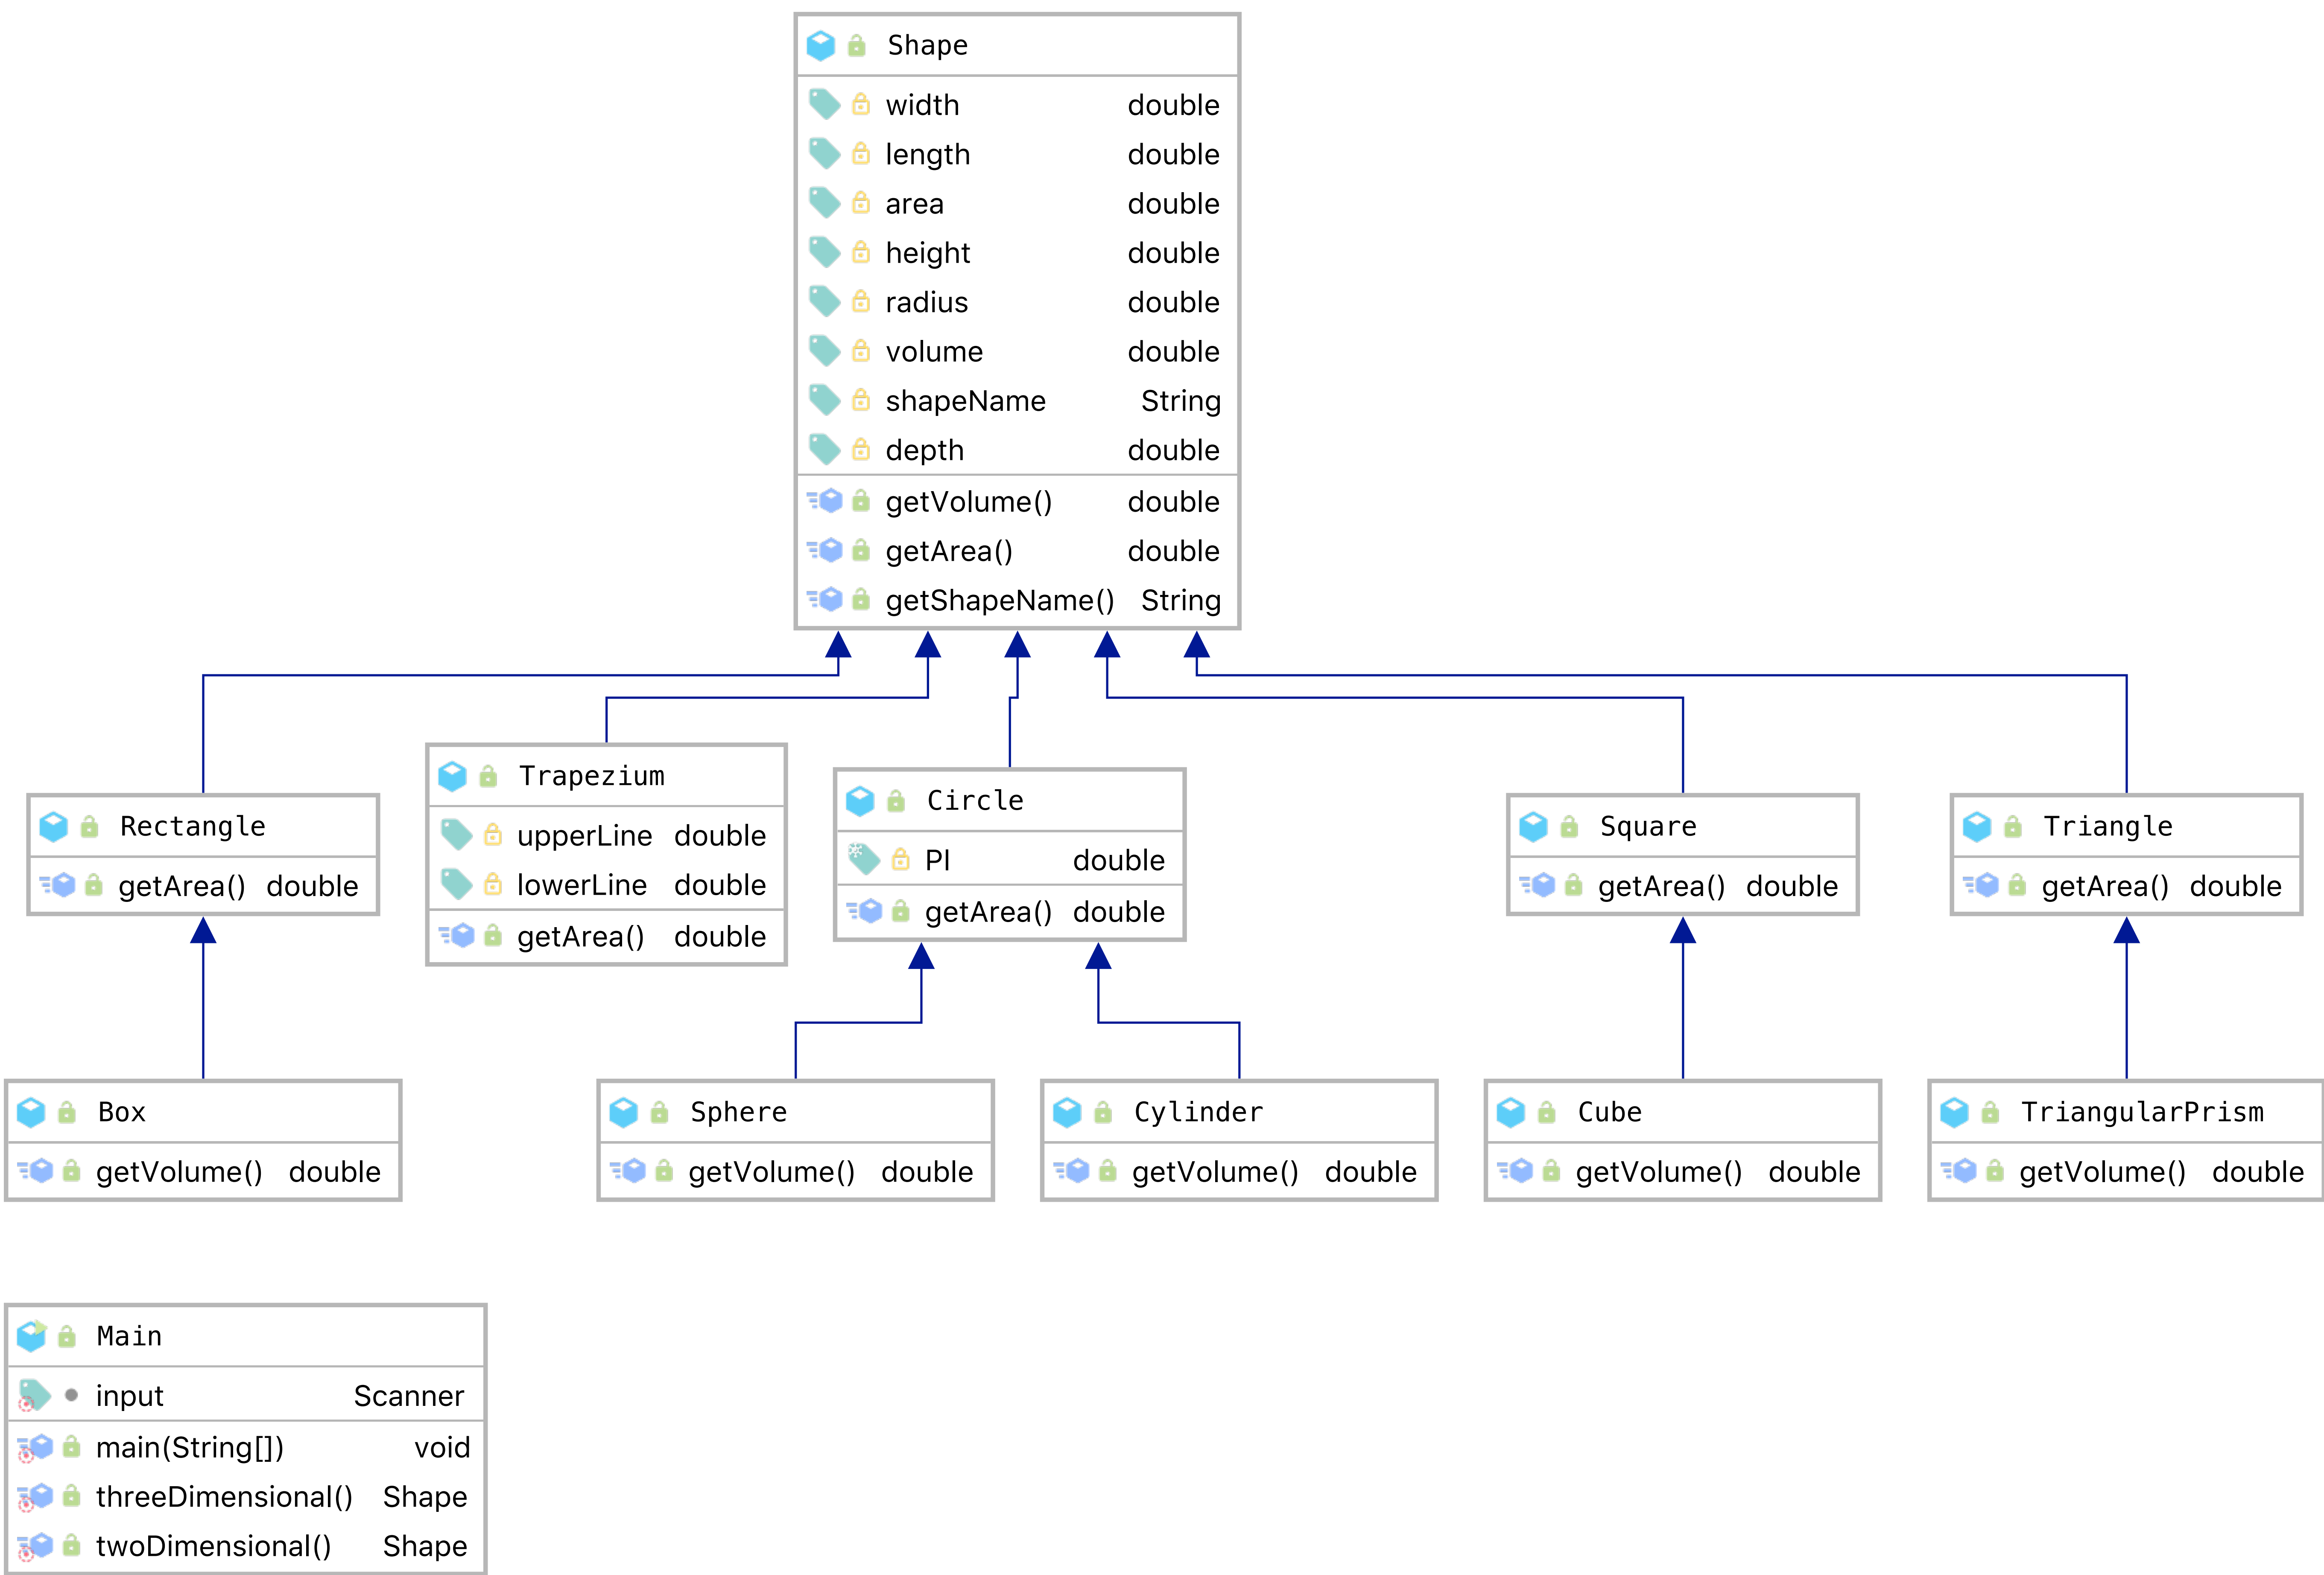 Shape
width double
length double
area double
height double
radius double
volume double
shapeName String
depth double
getVolume() double
getArea() double
getShapeName() String
Rectangle
getArea() double
Trapezium
upperLine double
lowerLine double
getArea() double
Circle
PI double
getArea() double
Square
getArea() double
Triangle
getArea() double
Box
getVolume() double
Sphere
getVolume() double
Cylinder
getVolume() double
Cube
getVolume() double
TriangularPrism
getVolume() double
Main
input Scanner
main(String[]) void
threeDimensional() Shape
twoDimensional() Shape